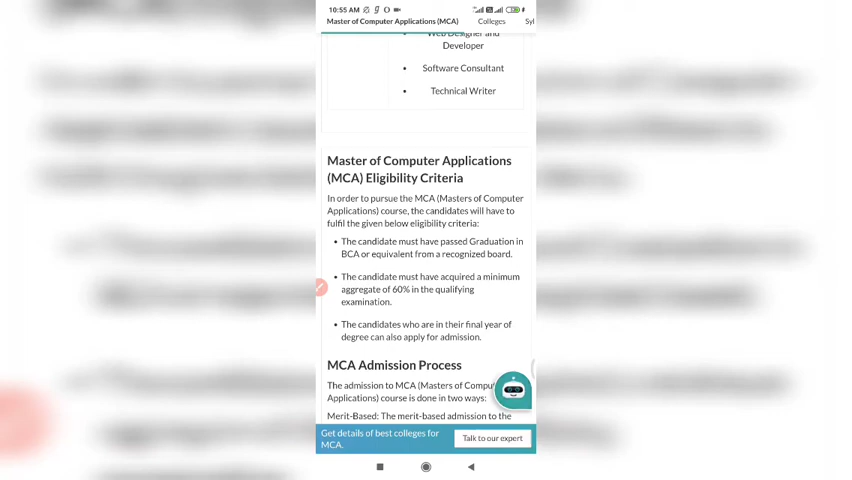 10:55 AM
Master of Computer Applications (MCA) Colleges Syl
Web Designer and
Developer
• Software Consultant
• Technical Writer
Master of Computer Applications
(MCA) Eligibility Criteria
In order to pursue the MCA (Masters of Computer
Applications) course, the candidates will have to
fulfil the given below eligibility criteria:
• The candidate must have passed Graduation in
BCA or equivalent from a recognized board.
• The candidate must have acquired a minimum
aggregate of 60% in the qualifying
examination.
• The candidates who are in their final year of
degree can also apply for admission.
MCA Admission Process
The admission to MCA (Masters of Compu
Applications) course is done in two ways:
Merit-Based: The merit-based admission to the
Get details of best colleges for
MCA.
Talk to our expert